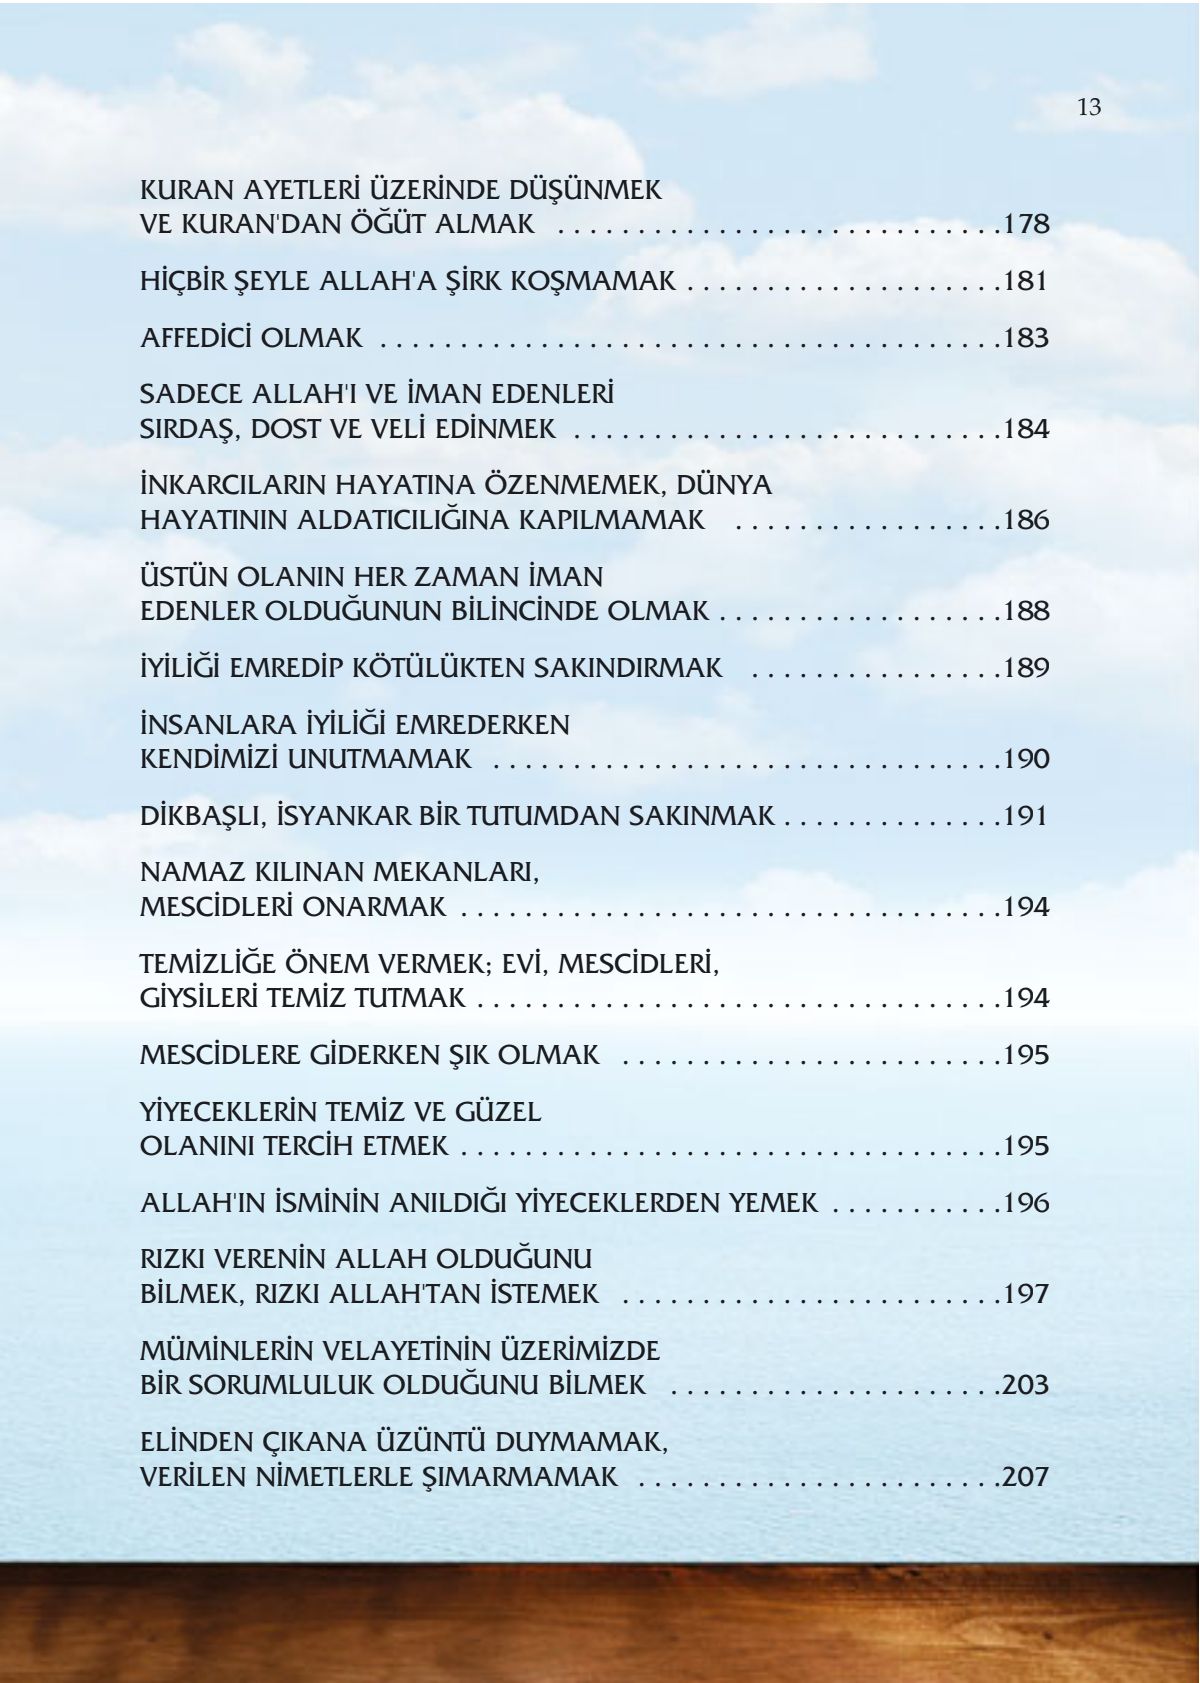 13
KURAN AYETLERİ ÜZERİNDE DÜŞÜNMEK
VE KURAN'DAN ÖĞÜT ALMAK . . . . . . . . . . . . . . . . . . . . . . . . . . . .178
HİÇBİR ŞEYLE ALLAH'A ŞİRK KOŞMAMAK . . . . . . . . . . . . . . . . . . . .181
AFFEDİCİ OLMAK . . . . . . . . . . . . . . . . . . . . . . . . . . . . . . . . . . . . . . .183
SADECE ALLAH'I VE İMAN EDENLERİ
SIRDAŞ, DOST VE VELİ EDİNMEK . . . . . . . . . . . . . . . . . . . . . . . . . . .184
İNKARCILARIN HAYATINA ÖZENMEMEK, DÜNYA
HAYATININ ALDATICILIĞINA KAPILMAMAK . . . . . . . . . . . . . . . . .186
ÜSTÜN OLANIN HER ZAMAN İMAN
EDENLER OLDUĞUNUN BİLİNCİNDE OLMAK . . . . . . . . . . . . . . . . . .188
İYİLİĞİ EMREDİP KÖTÜLÜKTEN SAKINDIRMAK . . . . . . . . . . . . . . . .189
İNSANLARA İYİLİĞİ EMREDERKEN
KENDİMİZİ UNUTMAMAK . . . . . . . . . . . . . . . . . . . . . . . . . . . . . . . .190
DİKBAŞLI, İSYANKAR BİR TUTUMDAN SAKINMAK . . . . . . . . . . . . . .191
NAMAZ KILINAN MEKANLARI,
MESCİDLERİ ONARMAK . . . . . . . . . . . . . . . . . . . . . . . . . . . . . . . . . .194
TEMİZLİĞE ÖNEM VERMEK; EVİ, MESCİDLERİ,
GİYSİLERİ TEMİZ TUTMAK . . . . . . . . . . . . . . . . . . . . . . . . . . . . . . . . .194
MESCİDLERE GİDERKEN ŞIK OLMAK . . . . . . . . . . . . . . . . . . . . . . . .195
YİYECEKLERİN TEMİZ VE GÜZEL
OLANINI TERCİH ETMEK . . . . . . . . . . . . . . . . . . . . . . . . . . . . . . . . . .195
ALLAH'IN İSMİNİN ANILDIĞI YİYECEKLERDEN YEMEK . . . . . . . . . . .196
RIZKI VERENİN ALLAH OLDUĞUNU
BİLMEK, RIZKI ALLAH'TAN İSTEMEK . . . . . . . . . . . . . . . . . . . . . . . .197
MÜMİNLERİN VELAYETİNİN ÜZERİMİZDE
BİR SORUMLULUK OLDUĞUNU BİLMEK . . . . . . . . . . . . . . . . . . . . .203
ELİNDEN ÇIKANA ÜZÜNTÜ DUYMAMAK,
VERİLEN NİMETLERLE ŞIMARMAMAK . . . . . . . . . . . . . . . . . . . . . . .207